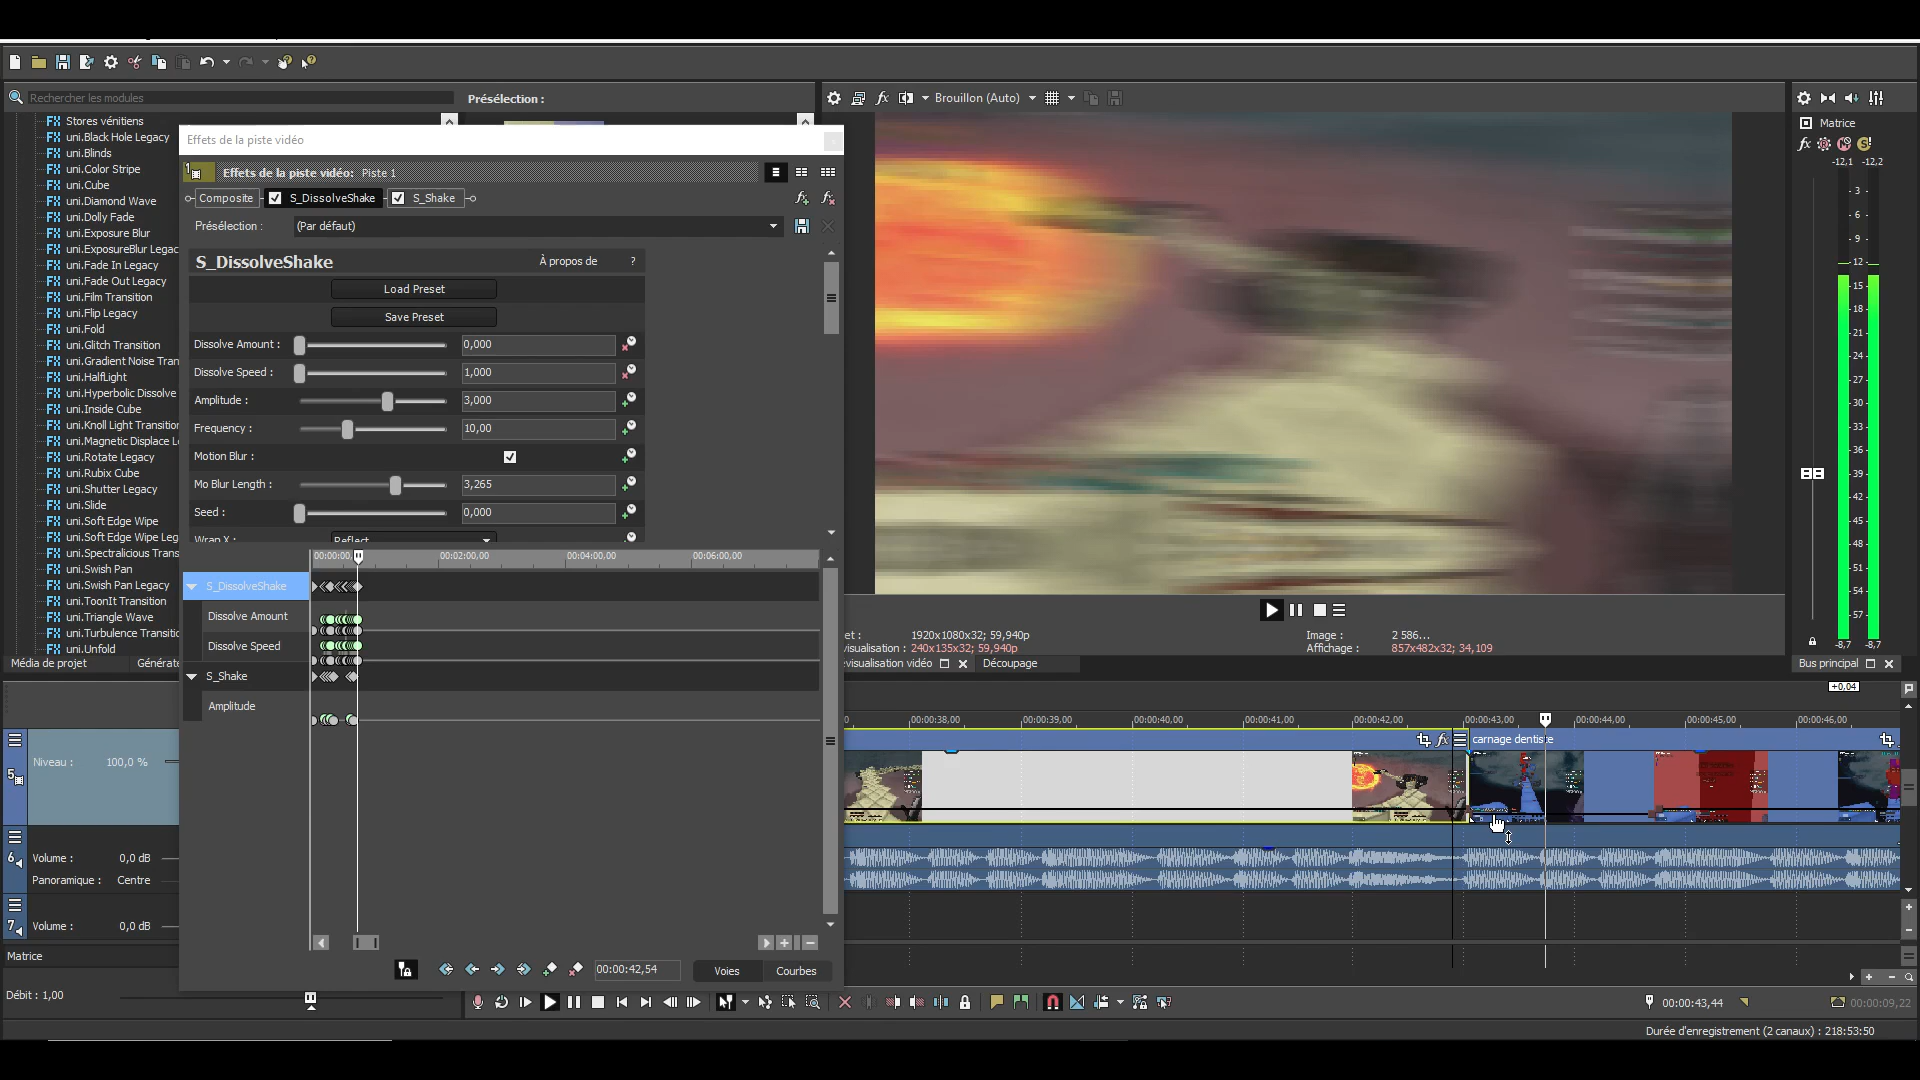 Rechercher les modules
Présélection :
Stores vénitiens
uni.Black Hole Legacy
uni.Blinds
uni.Color Stripe
uni.Cube
uni.Diamond Wave
uni.Dolly Fade
uni.Exposure Blur
uni.ExposureBlur Legac
uni.Fade In Legacy
uni.Fade Out Legacy
uni.Film Transition
uni.Flip Legacy
uni.Fold
uni.Glitch Transition
uni.Gradient Noise Tran
uni.HalfLight
uni.Hyperbolic Dissolve
uni.Inside Cube
uni.Knoll Light Transition
uni.Magnetic Displace L
uni.Rotate Legacy
uni.Rubix Cube
uni.Shutter Legacy
uni.Slide
uni.Soft Edge Wipe
uni.Soft Edge Wipe Leg
uni.Spectralicious Trans
uni.Swish Pan
uni.Swish Pan Legacy
uni.ToonIt Transition
uni.Triangle Wave
uni.Turbulence Transitic
uni.Unfold
Média de projet
Générate
Effets de la piste vidéo
Effets de la piste vidéo: Piste 1
Composite S_DissolveShake S_Shake
Présélection : (Par défaut)
S_DissolveShake À propos de ?
Load Preset
Save Preset
Dissolve Amount : 0,000
Dissolve Speed : 1,000
Amplitude : 3,000
Frequency : 10,00
Motion Blur :
Mo Blur Length : 3,265
Seed : 0,000
Wrap X : Reflect
00:00:00, 00:02:00,00 00:04:00,00 00:06:00,00
S_DissolveShake
Dissolve Amount
Dissolve Speed
S_Shake
Amplitude
00:00:42,54 Voies Courbes
Brouillon (Auto)
et : 1920x1080x32; 59,940p
évisualisation : 240x135x32; 59,940p
Image : 2 586...
Affichage : 857x482x32; 34,109
évisualisation vidéo Découpage
Matrice
-12,1 -12,2
3
6
9
12
15
18
21
24
27
30
33
36
39
42
45
48
51
54
57
-8,7 -8,7
Bus principal
+0,04
00:00:38,00 00:00:39,00 00:00:40,00 00:00:41,00 00:00:42,00 00:00:43,00 00:00:44,00 00:00:45,00 00:00:46,00
carnage dentiste
5
Niveau : 100,0 %
6
Volume : 0,0 dB
Panoramique : Centre
7
Volume : 0,0 dB
Matrice
Débit : 1,00
00:00:43,44
00:00:09,22
Durée d'enregistrement (2 canaux) : 218:53:50